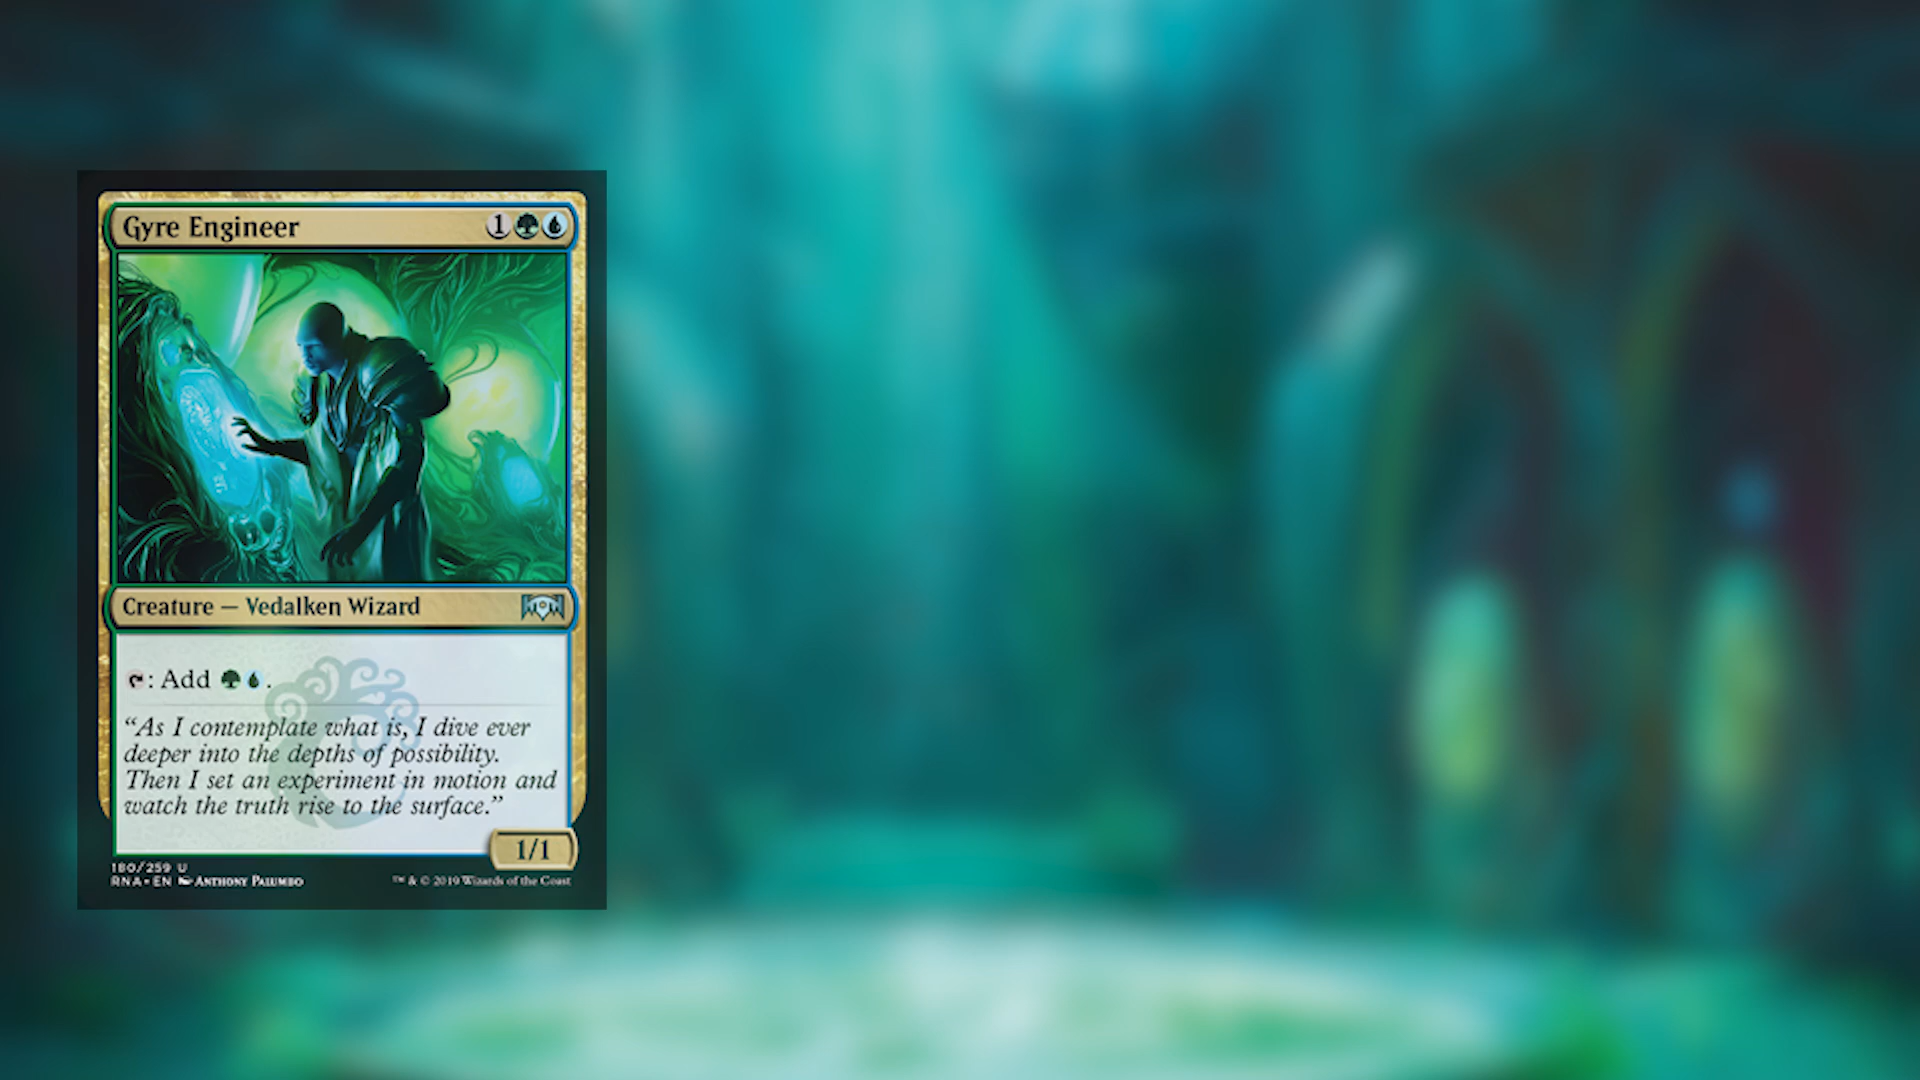 Gyre Engineer 1
Creature — Vedalken Wizard
: Add .
“As I contemplate what is, I dive ever
deeper into the depths of possibility.
Then I set an experiment in motion and
watch the truth rise to the surface.”
1/1
180/259 U
RNA • EN Anthony Palumbo ™ & © 2019 Wizards of the Coast